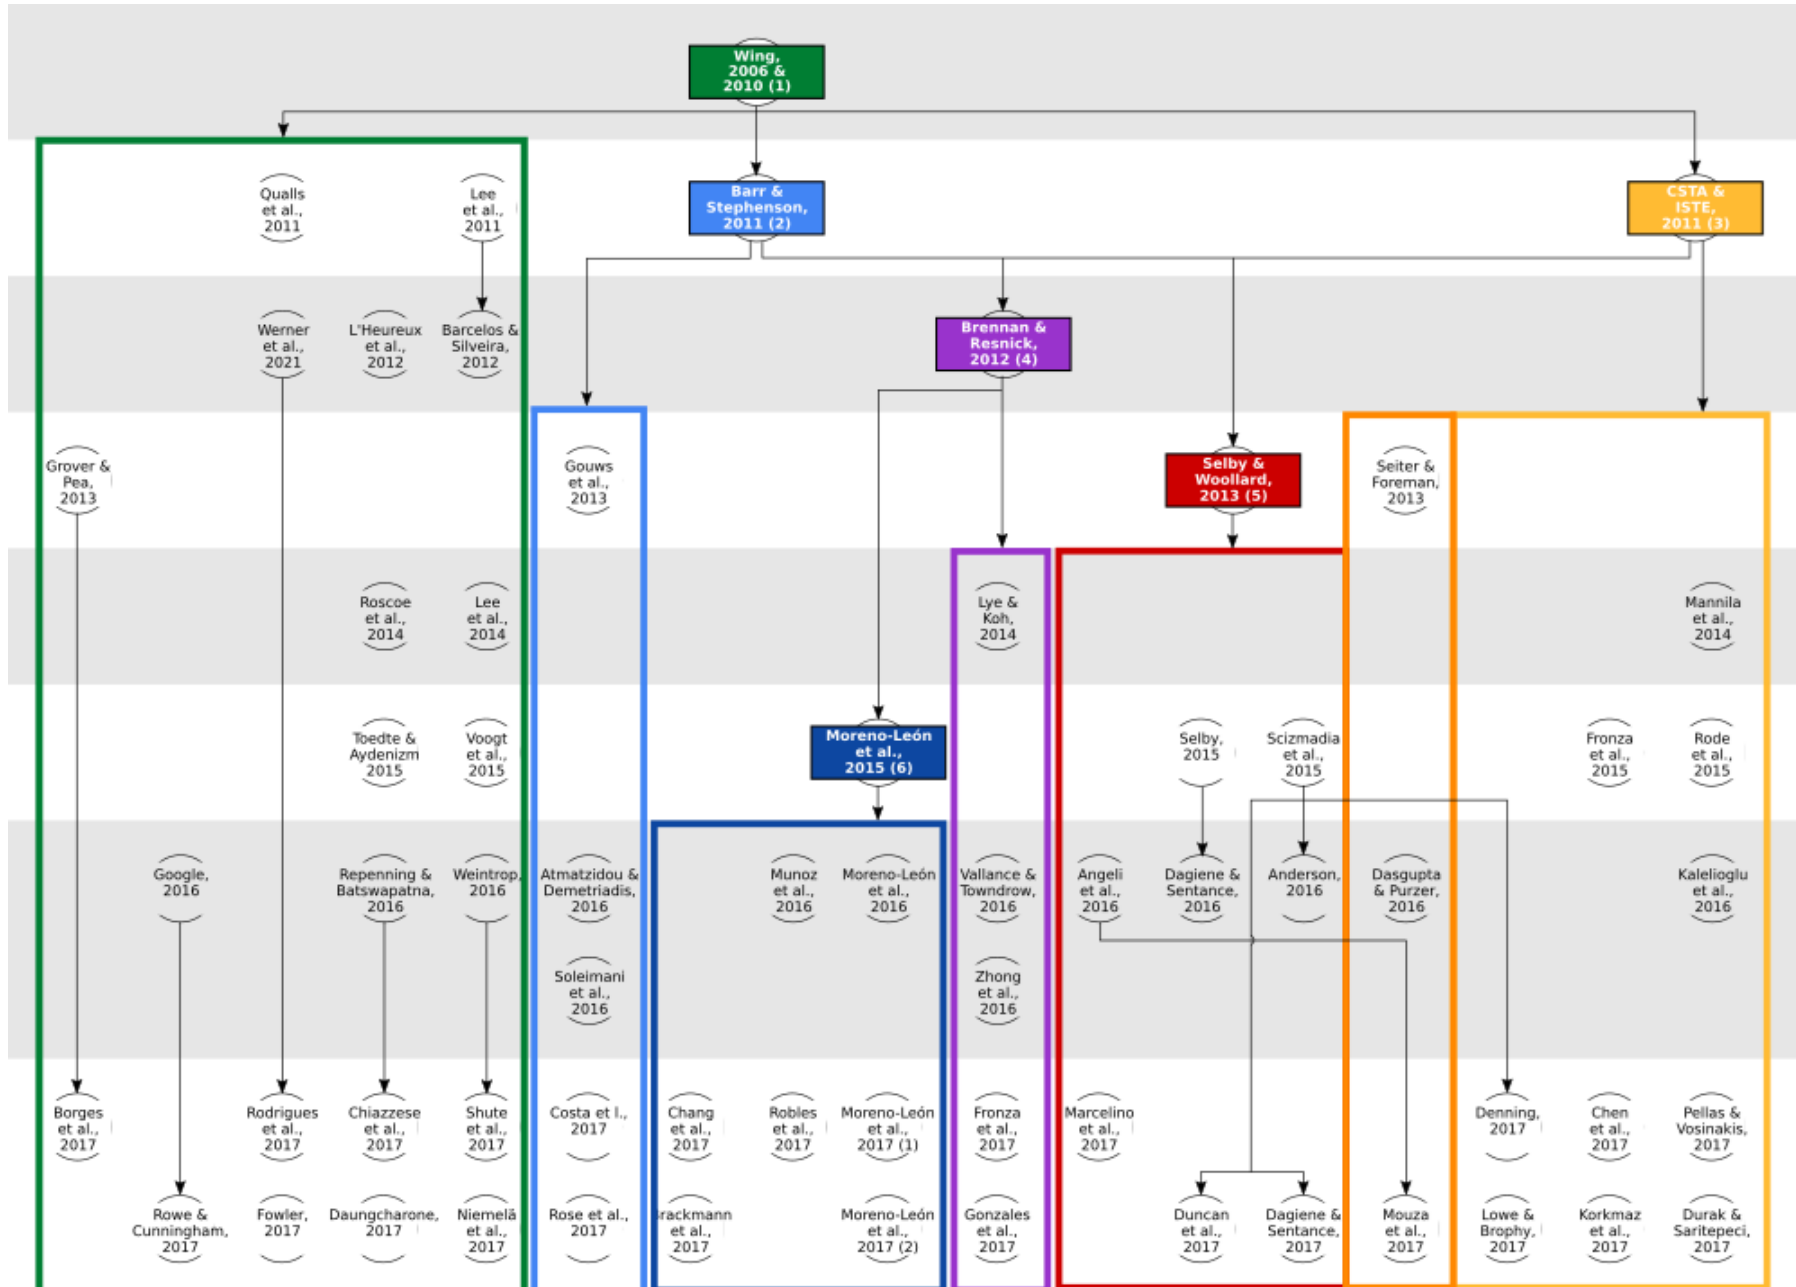 Wing,
2006 &
2010 (1)
Qualls
et al.,
2011
Lee
et al.,
2011
Barr &
Stephenson,
2011 (2)
CSTA &
ISTE,
2011 (3)
Werner
et al.,
2021
L'Heureux
et al.,
2012
Barcelos &
Silveira,
2012
Brennan &
Resnick,
2012 (4)
Grover &
Pea,
2013
Gouws
et al.,
2013
Selby &
Woollard,
2013 (5)
Seiter &
Foreman,
2013
Roscoe
et al.,
2014
Lee
et al.,
2014
Lye &
Koh,
2014
Mannila
et al.,
2014
Toedte &
Aydenizm
2015
Voogt
et al.,
2015
Moreno-León
et al.,
2015 (6)
Selby,
2015
Scizmadia
et al.,
2015
Fronza
et al.,
2015
Rode
et al.,
2015
Google,
2016
Repenning &
Batswapatna,
2016
Weintrop,
2016
Atmatzidou &
Demetriadis,
2016
Munoz
et al.,
2016
Moreno-León
et al.,
2016
Vallance &
Towndrow,
2016
Angeli
et al.,
2016
Dagiene &
Sentance,
2016
Anderson,
2016
Dasgupta
& Purzer,
2016
Kalelioglu
et al.,
2016
Soleimani
et al.,
2016
Zhong
et al.,
2016
Borges
et al.,
2017
Rodrigues
et al.,
2017
Chiazzese
et al.,
2017
Shute
et al.,
2017
Costa et l.,
2017
Chang
et al.,
2017
Robles
et al.,
2017
Moreno-León
et al.,
2017 (1)
Fronza
et al.,
2017
Marcelino
et al.,
2017
Denning,
2017
Chen
et al.,
2017
Pellas &
Vosinakis,
2017
Rowe &
Cunningham,
2017
Fowler,
2017
Daungcharone,
2017
Niemelä
et al.,
2017
Rose et al.,
2017
rackmann
et al.,
2017
Moreno-León
et al.,
2017 (2)
Gonzales
et al.,
2017
Duncan
et al.,
2017
Dagiene &
Sentance,
2017
Mouza
et al.,
2017
Lowe &
Brophy,
2017
Korkmaz
et al.,
2017
Durak &
Saritepeci,
2017